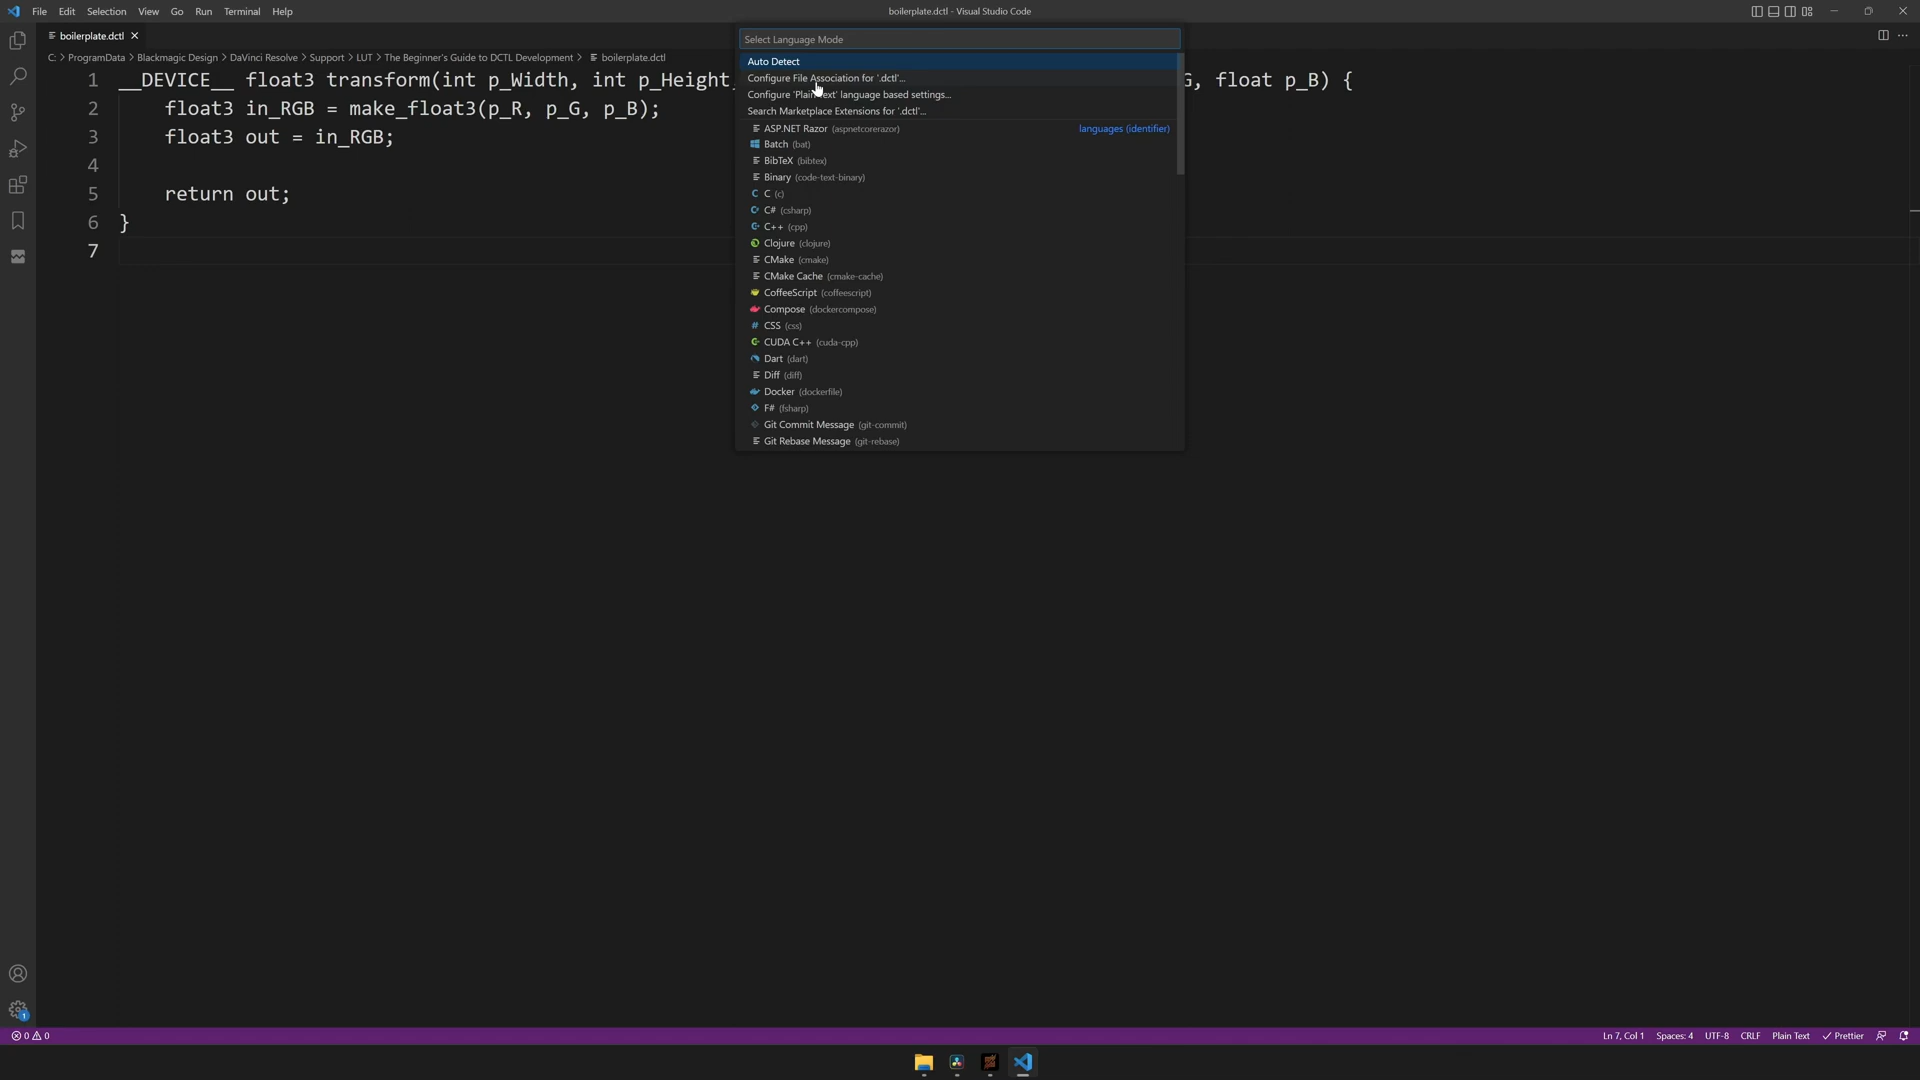 File Edit Selection View Go Run Terminal Help
boilerplate.dctl - Visual Studio Code
boilerplate.dctl
C: > ProgramData > Blackmagic Design > DaVinci Resolve > Support > LUT > The Beginner's Guide to DCTL Development > boilerplate.dctl
1 __DEVICE__ float3 transform(int p_Width, int p_Height, G, float p_B) {
2 float3 in_RGB = make_float3(p_R, p_G, p_B);
3 float3 out = in_RGB;
4
5 return out;
6 }
7
Select Language Mode
Auto Detect
Configure File Association for '.dctl'...
Configure 'Plain Text' language based settings...
Search Marketplace Extensions for '.dctl'...
ASP.NET Razor (aspnetcorerazor) languages (identifier)
Batch (bat)
BibTeX (bibtex)
Binary (code-text-binary)
C (c)
C# (csharp)
C++ (cpp)
Clojure (clojure)
CMake (cmake)
CMake Cache (cmake-cache)
CoffeeScript (coffeescript)
Compose (dockercompose)
CSS (css)
CUDA C++ (cuda-cpp)
Dart (dart)
Diff (diff)
Docker (dockerfile)
F# (fsharp)
Git Commit Message (git-commit)
Git Rebase Message (git-rebase)
1
0 0 Ln 7, Col 1 Spaces: 4 UTF-8 CRLF Plain Text Prettier